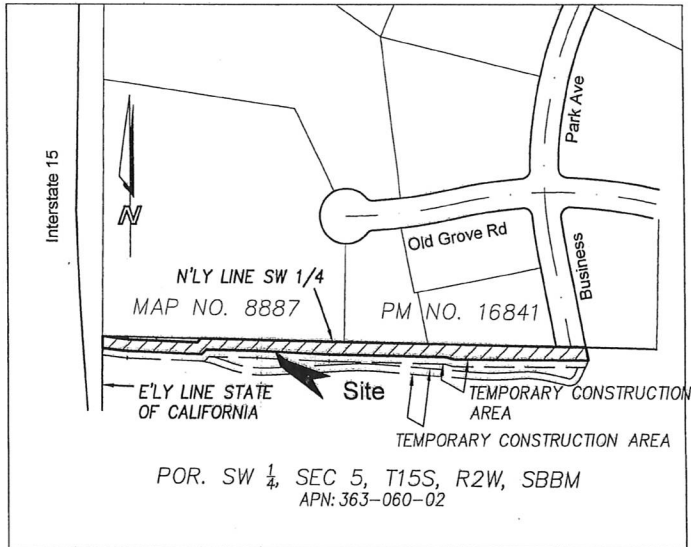 Interstate 15
Park Ave
N
Old Grove Rd
Business
N'LY LINE SW 1/4
MAP NO. 8887
PM NO. 16841
E'LY LINE STATE
OF CALIFORNIA
Site
TEMPORARY CONSTRUCTION
AREA
TEMPORARY CONSTRUCTION AREA
POR. SW 1/4, SEC 5, T15S, R2W, SBBM
APN: 363-060-02